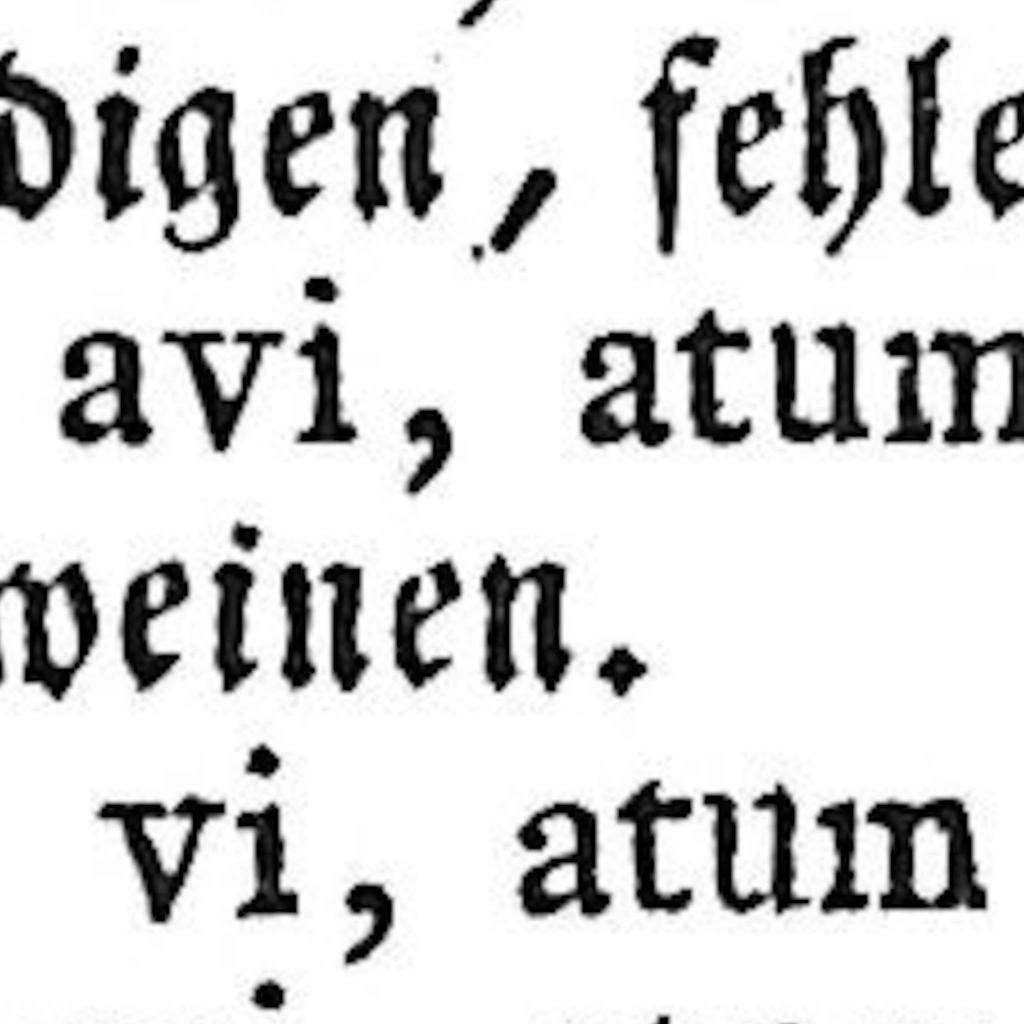 digen, fehle
avi, atum
weinen.
vi, atum